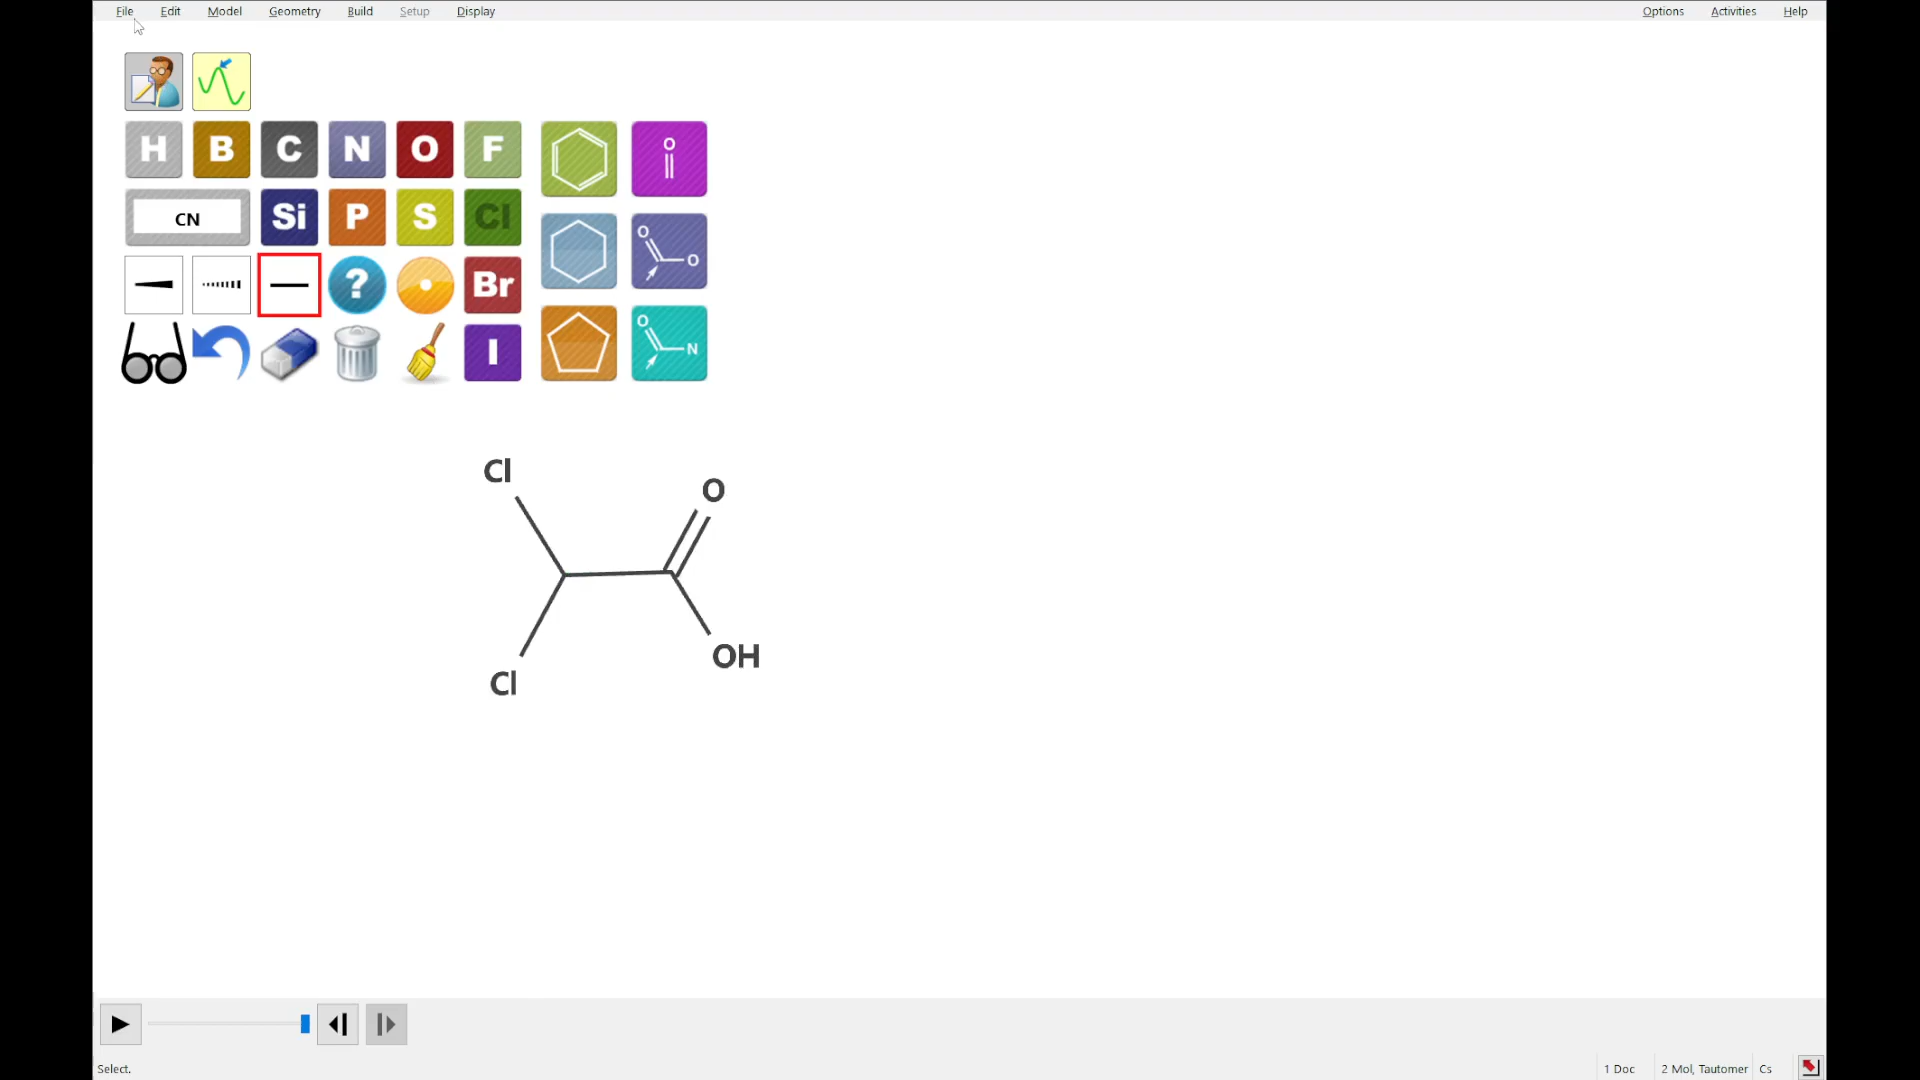 File Edit Model Geometry Build Setup Display Options Activities Help
H B C N O F O
CN Si P S Cl O O
? Br
I O N
Cl
O
OH
Cl
Select. 1 Doc 2 Mol, Tautomer Cs